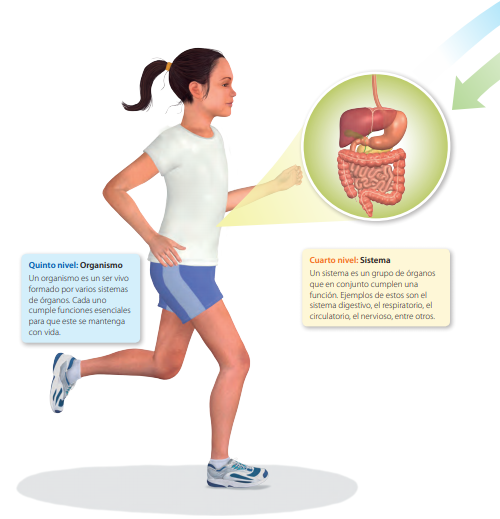 Quinto nivel: Organismo
Un organismo es un ser vivo
formado por varios sistemas
de órganos. Cada uno
cumple funciones esenciales
para que este se mantenga
con vida.
Cuarto nivel: Sistema
Un sistema es un grupo de órganos
que en conjunto cumplen una
función. Ejemplos de estos son el
sistema digestivo, el respiratorio, el
circulatorio, el nervioso, entre otros.